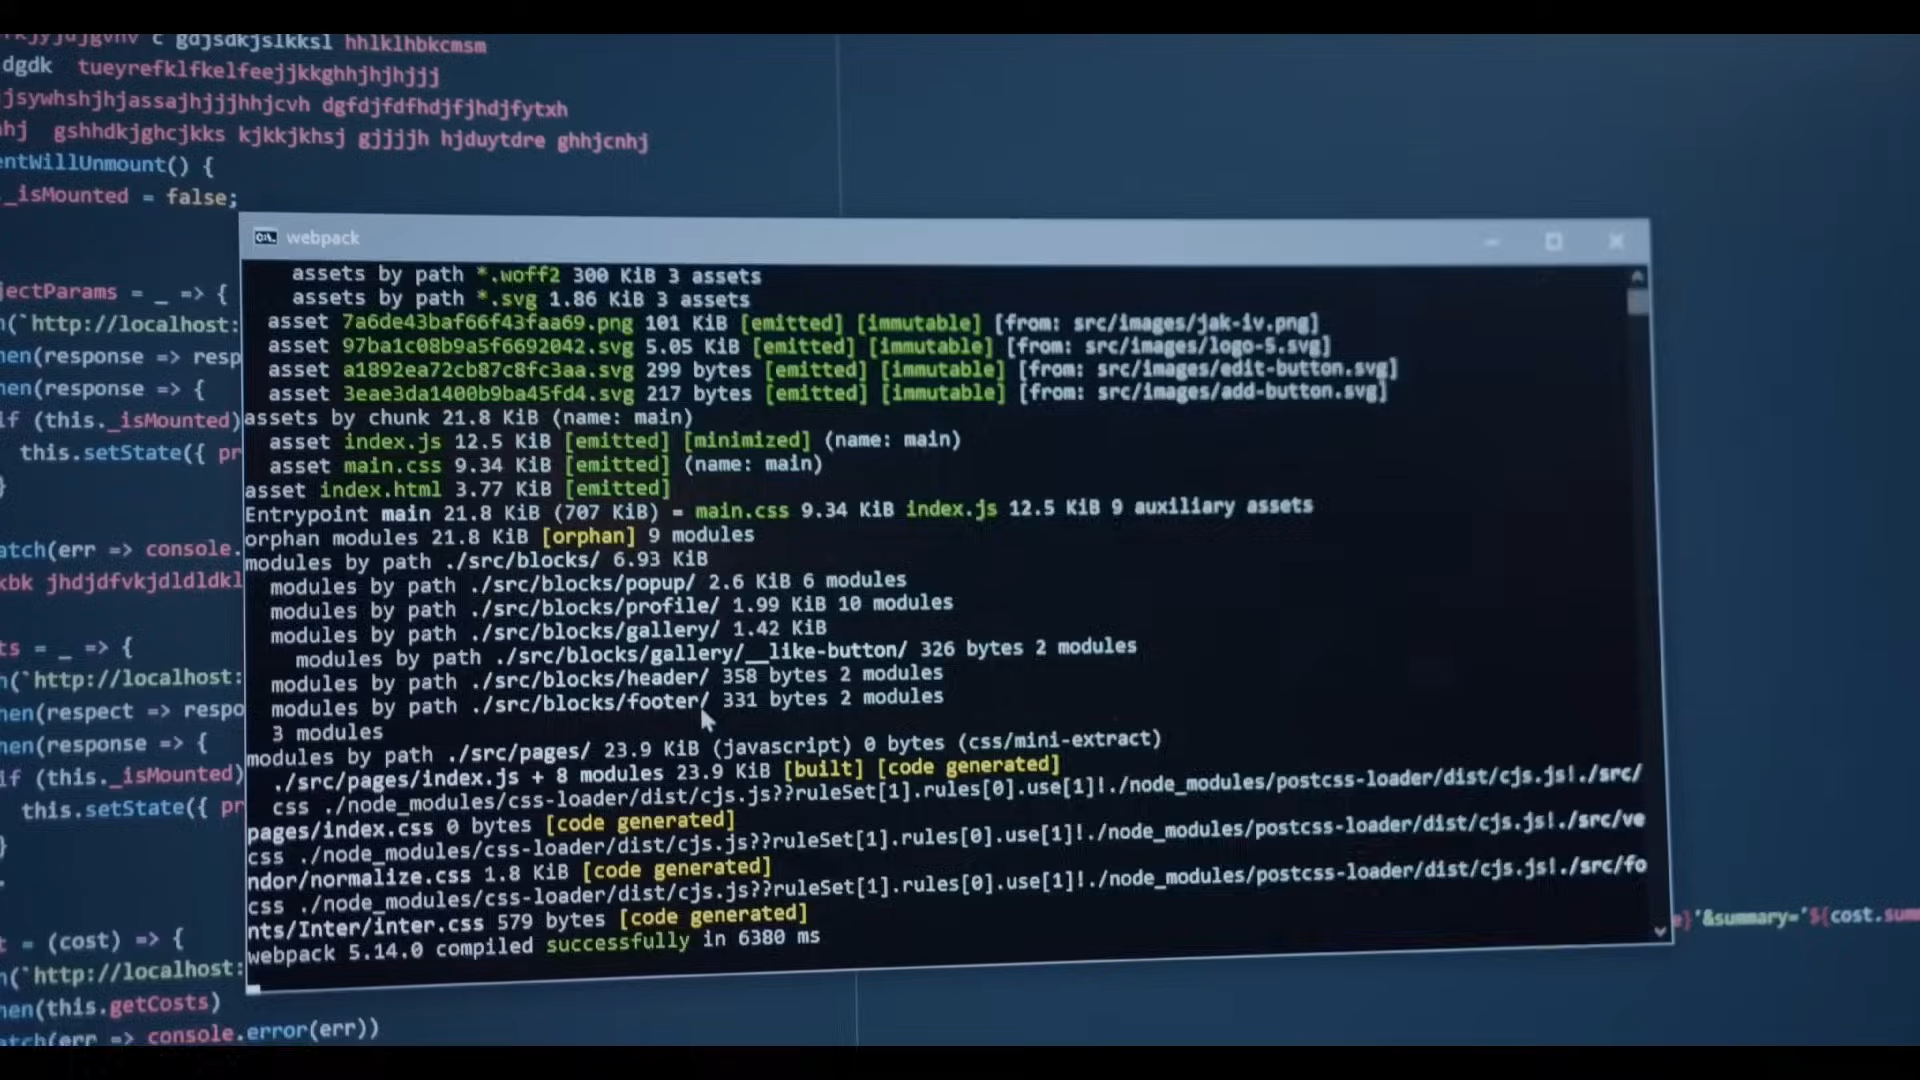 c gdjsdkjslkksl hhlklhbkcmsm
dgdk tueyrefklfkelfeejjkkghhjhjhjjj
jsywhshjhjassajhjjjhhjcvh dgfdjfdfhdjfjhdjfytxh
hj gshhdkjghcjkks kjkkjkhsj gjjjjh hjduytdre ghhjcnhj
entWillUnmount() {
_isMounted = false;
jectParams = _ => {
(`http://localhost:
hen(response => resp
hen(response => {
if (this._isMounted)
this.setState({ pr
}
atch(err => console.
kbk jhdjdfvkjdldldkl
ts = _ => {
(`http://localhost:
hen(respect => respo
hen(response => {
if (this._isMounted)
this.setState({ pr
}
t = (cost) => {
(`http://localhost:
hen(this.getCosts)
atch(err => console.error(err))
webpack
assets by path *.woff2 300 KiB 3 assets
assets by path *.svg 1.86 KiB 3 assets
asset 7a6de43baf66f43faa69.png 101 KiB [emitted] [immutable] [from: src/images/jak-iv.png]
asset 97ba1c08b9a5f6692042.svg 5.05 KiB [emitted] [immutable] [from: src/images/logo-5.svg]
asset a1892ea72cb87c8fc3aa.svg 299 bytes [emitted] [immutable] [from: src/images/edit-button.svg]
asset 3eae3da1400b9ba45fd4.svg 217 bytes [emitted] [immutable] [from: src/images/add-button.svg]
assets by chunk 21.8 KiB (name: main)
asset index.js 12.5 KiB [emitted] [minimized] (name: main)
asset main.css 9.34 KiB [emitted] (name: main)
asset index.html 3.77 KiB [emitted]
Entrypoint main 21.8 KiB (707 KiB) = main.css 9.34 KiB index.js 12.5 KiB 9 auxiliary assets
orphan modules 21.8 KiB [orphan] 9 modules
modules by path ./src/blocks/ 6.93 KiB
modules by path ./src/blocks/popup/ 2.6 KiB 6 modules
modules by path ./src/blocks/profile/ 1.99 KiB 10 modules
modules by path ./src/blocks/gallery/ 1.42 KiB
modules by path ./src/blocks/gallery/__like-button/ 326 bytes 2 modules
modules by path ./src/blocks/header/ 358 bytes 2 modules
modules by path ./src/blocks/footer/ 331 bytes 2 modules
3 modules
modules by path ./src/pages/ 23.9 KiB (javascript) 0 bytes (css/mini-extract)
./src/pages/index.js + 8 modules 23.9 KiB [built] [code generated]
css ./node_modules/css-loader/dist/cjs.js??ruleSet[1].rules[0].use[1]!./node_modules/postcss-loader/dist/cjs.js!./src/
pages/index.css 0 bytes [code generated]
css ./node_modules/css-loader/dist/cjs.js??ruleSet[1].rules[0].use[1]!./node_modules/postcss-loader/dist/cjs.js!./src/ve
ndor/normalize.css 1.8 KiB [code generated]
css ./node_modules/css-loader/dist/cjs.js??ruleSet[1].rules[0].use[1]!./node_modules/postcss-loader/dist/cjs.js!./src/fo
nts/Inter/inter.css 579 bytes [code generated]
webpack 5.14.0 compiled successfully in 6380 ms
}'&summary='${cost.summ